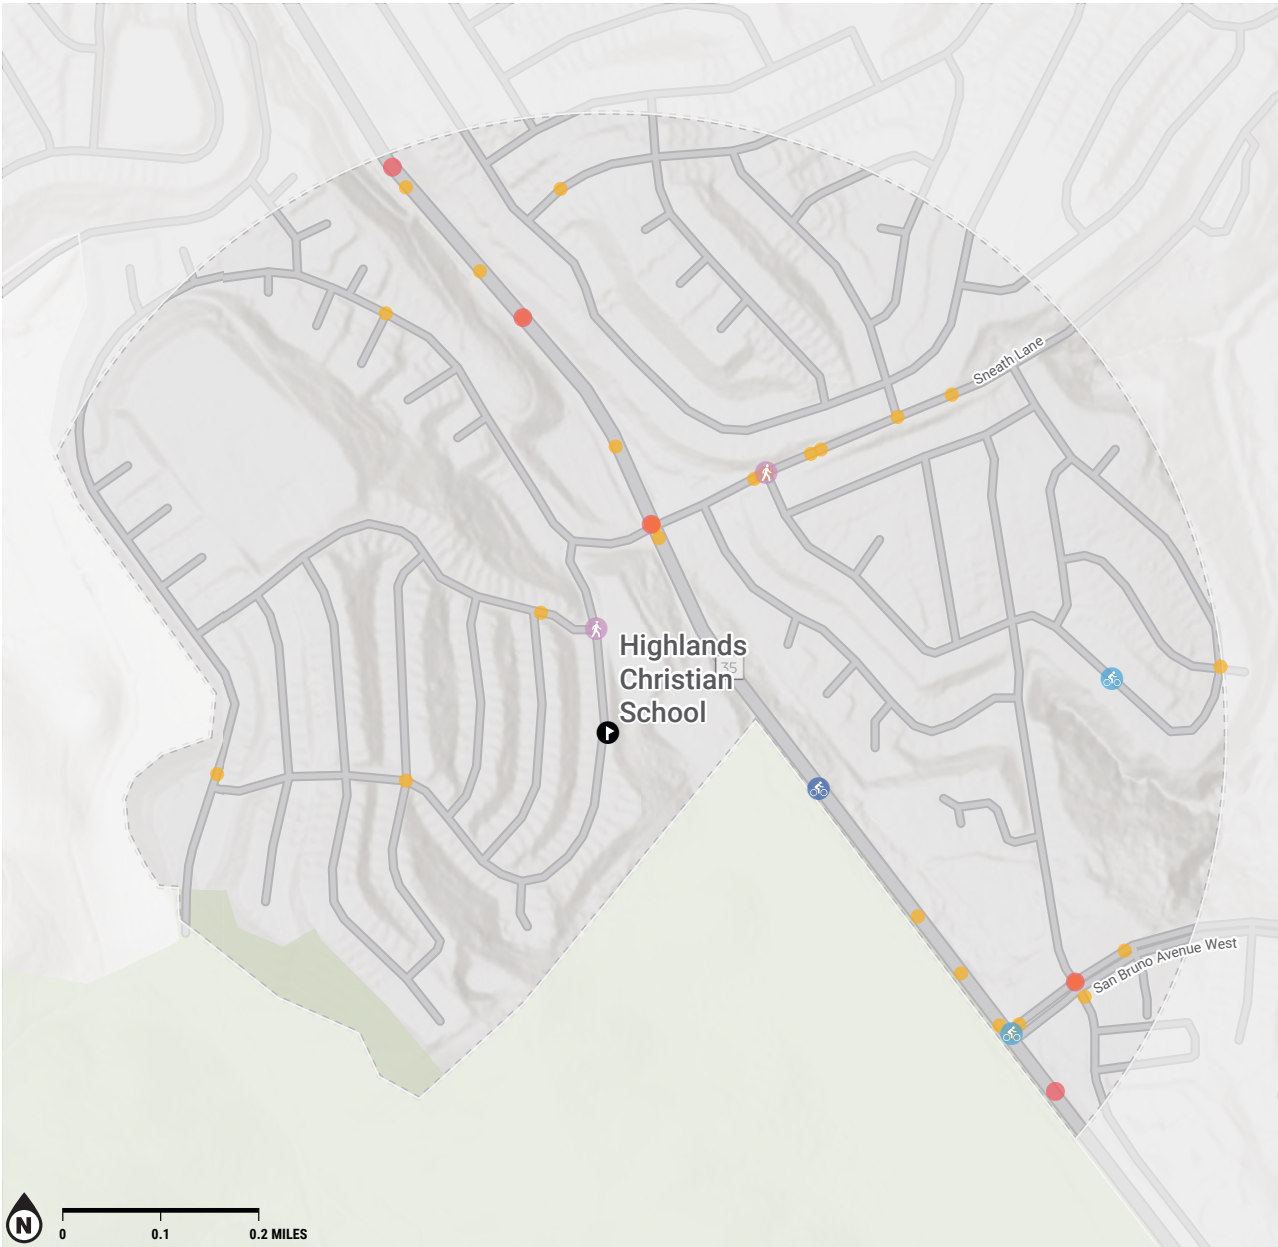 Sneath Lane
Highlands
Christian
School
35
San Bruno Avenue West
N
0
0.1
0.2 MILES